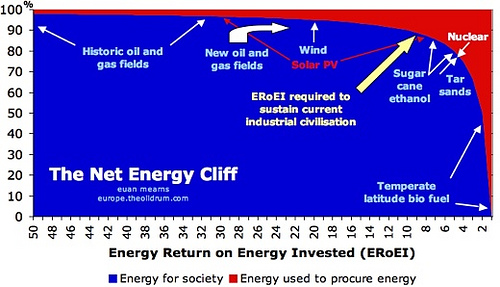 %
100
90
80
70
60
50
40
30
20
10
0
Historic oil and
gas fields
New oil and
gas fields
Wind
Solar PV
Nuclear
ERoEI required to
sustain current
industrial civilisation
Sugar
cane
ethanol
Tar
sands
The Net Energy Cliff
euan mearns
europe.theoildrum.com
Temperate
latitude bio fuel
50 48 46 44 42 40 38 36 34 32 30 28 26 24 22 20 18 16 14 12 10 8 6 4 2
Energy Return on Energy Invested (ERoEI)
Energy for society Energy used to procure energy